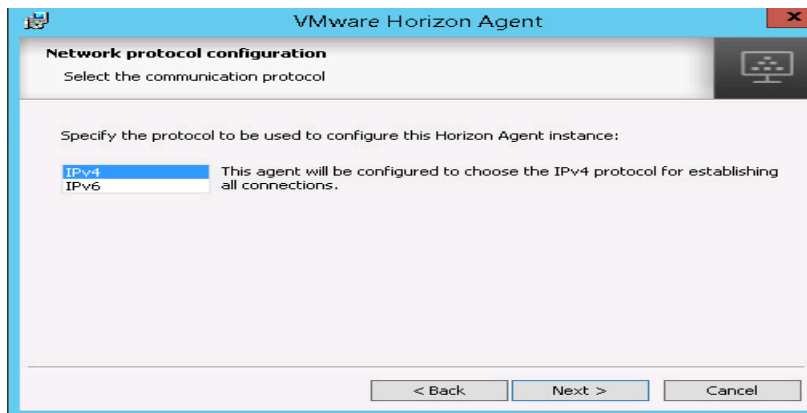 VMware Horizon Agent
x
Network protocol configuration
Select the communication protocol
Specify the protocol to be used to configure this Horizon Agent instance:
IPv4
IPv6
This agent will be configured to choose the IPv4 protocol for establishing
all connections.
< Back
Next >
Cancel